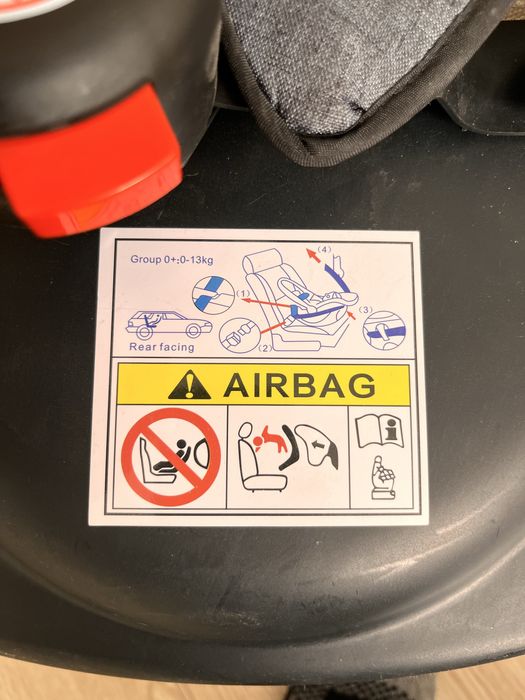 Group 0+:0-13kg
(4)
(1)
(3)
(2)
Rear facing
AIRBAG